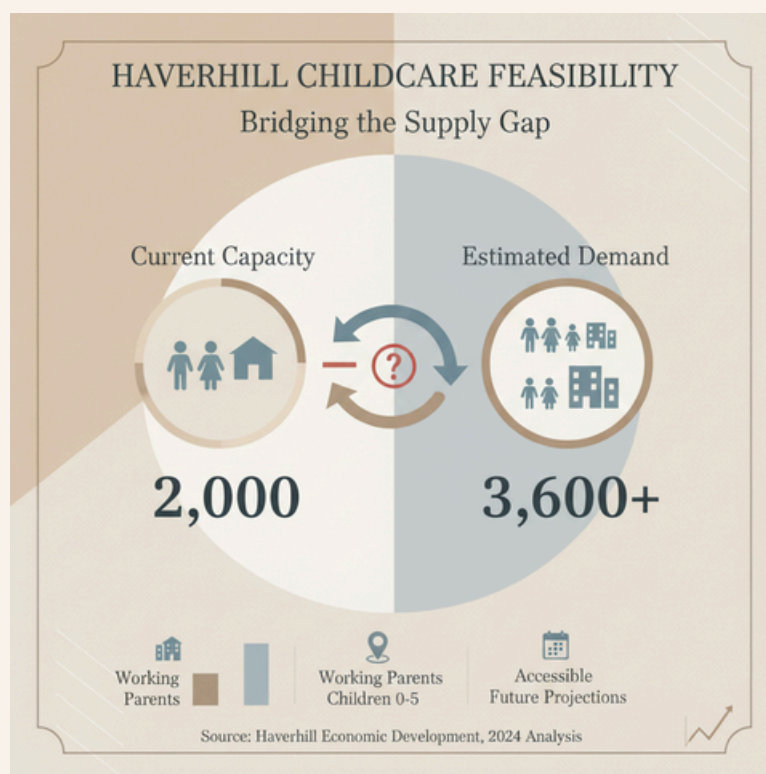 HAVERHILL CHILDCARE FEASIBILITY
Bridging the Supply Gap
Current Capacity
Estimated Demand
?
2,000
3,600+
Working
Parents
Working Parents
Children 0-5
Accessible
Future Projections
Source: Haverhill Economic Development, 2024 Analysis